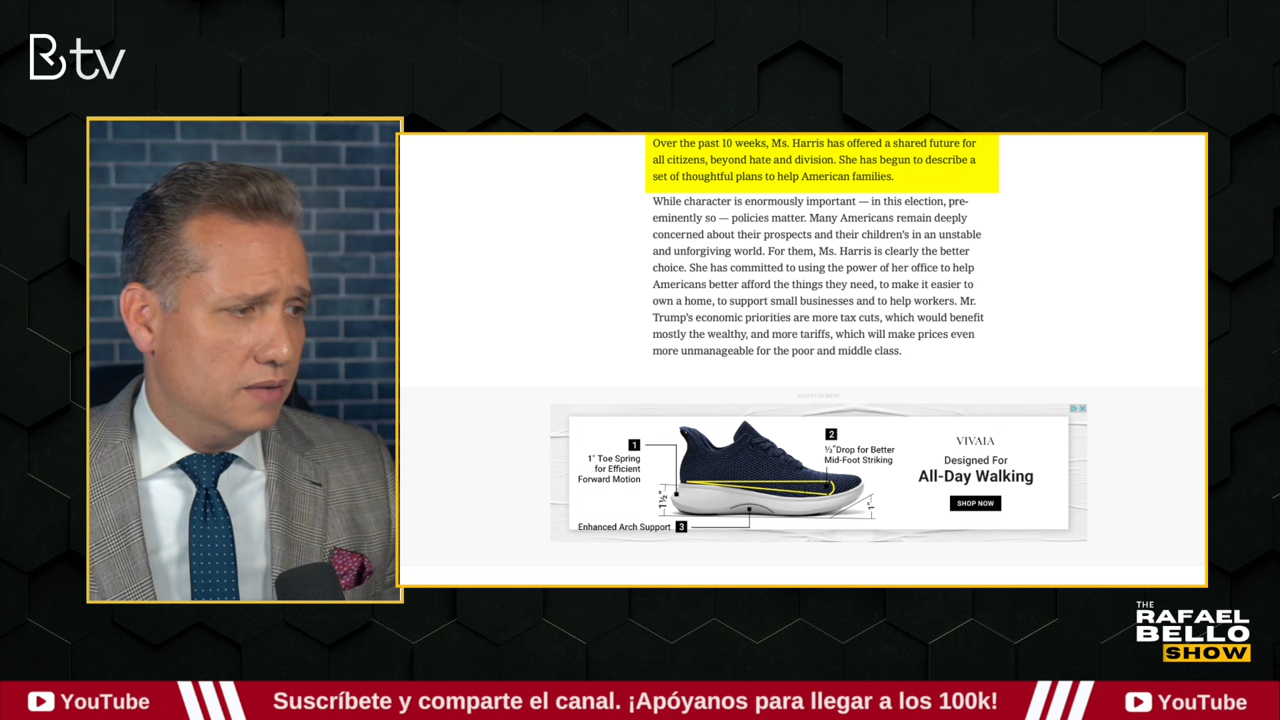 Btv
Over the past 10 weeks, Ms. Harris has offered a shared future for
all citizens, beyond hate and division. She has begun to describe a
set of thoughtful plans to help American families.
While character is enormously important — in this election, pre-
eminently so — policies matter. Many Americans remain deeply
concerned about their prospects and their children's in an unstable
and unforgiving world. For them, Ms. Harris is clearly the better
choice. She has committed to using the power of her office to help
Americans better afford the things they need, to make it easier to
own a home, to support small businesses and to help workers. Mr.
Trump's economic priorities are more tax cuts, which would benefit
mostly the wealthy, and more tariffs, which will make prices even
more unmanageable for the poor and middle class.
ADVERTISEMENT
1
1" Toe Spring
for Efficient
Forward Motion
1½"
Enhanced Arch Support 3
2
⅓"Drop for Better
Mid-Foot Striking
1"
VIVAIA
Designed For
All-Day Walking
SHOP NOW
THE
RAFAEL
BELLO
SHOW
YouTube
Suscríbete y comparte el canal. ¡Apóyanos para llegar a los 100k!
YouTube